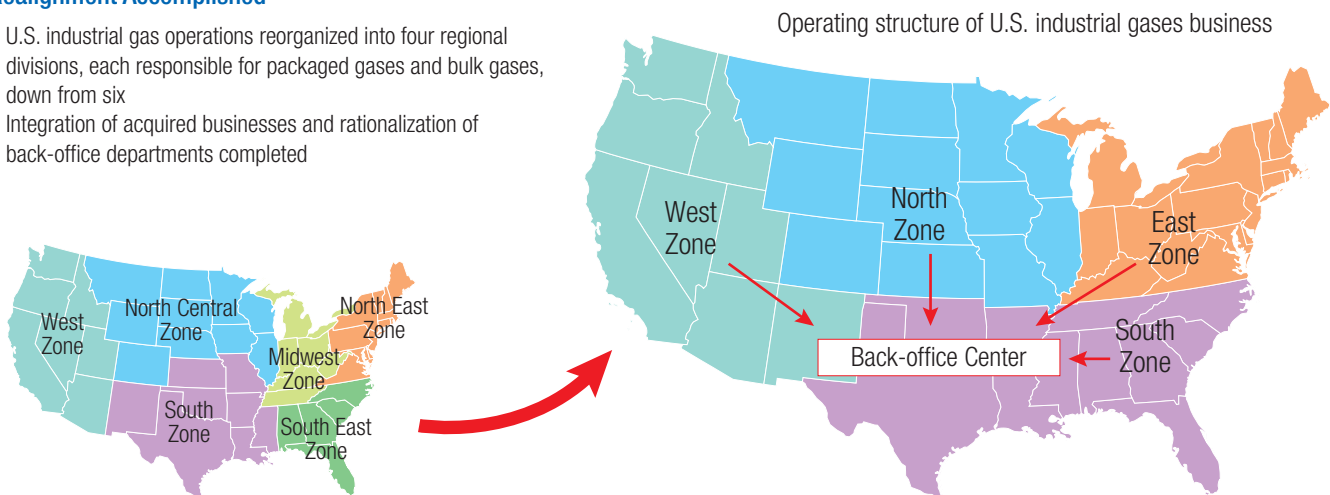 Accomplished
U.S. industrial gas operations reorganized into four regional
divisions, each responsible for packaged gases and bulk gases,
down from six
Integration of acquired businesses and rationalization of
back-office departments completed
Operating structure of U.S. industrial gases business
West
Zone
North Central
Zone
North East
Zone
Midwest
Zone
South
Zone
South East
Zone
West
Zone
North
Zone
East
Zone
South
Zone
Back-office Center